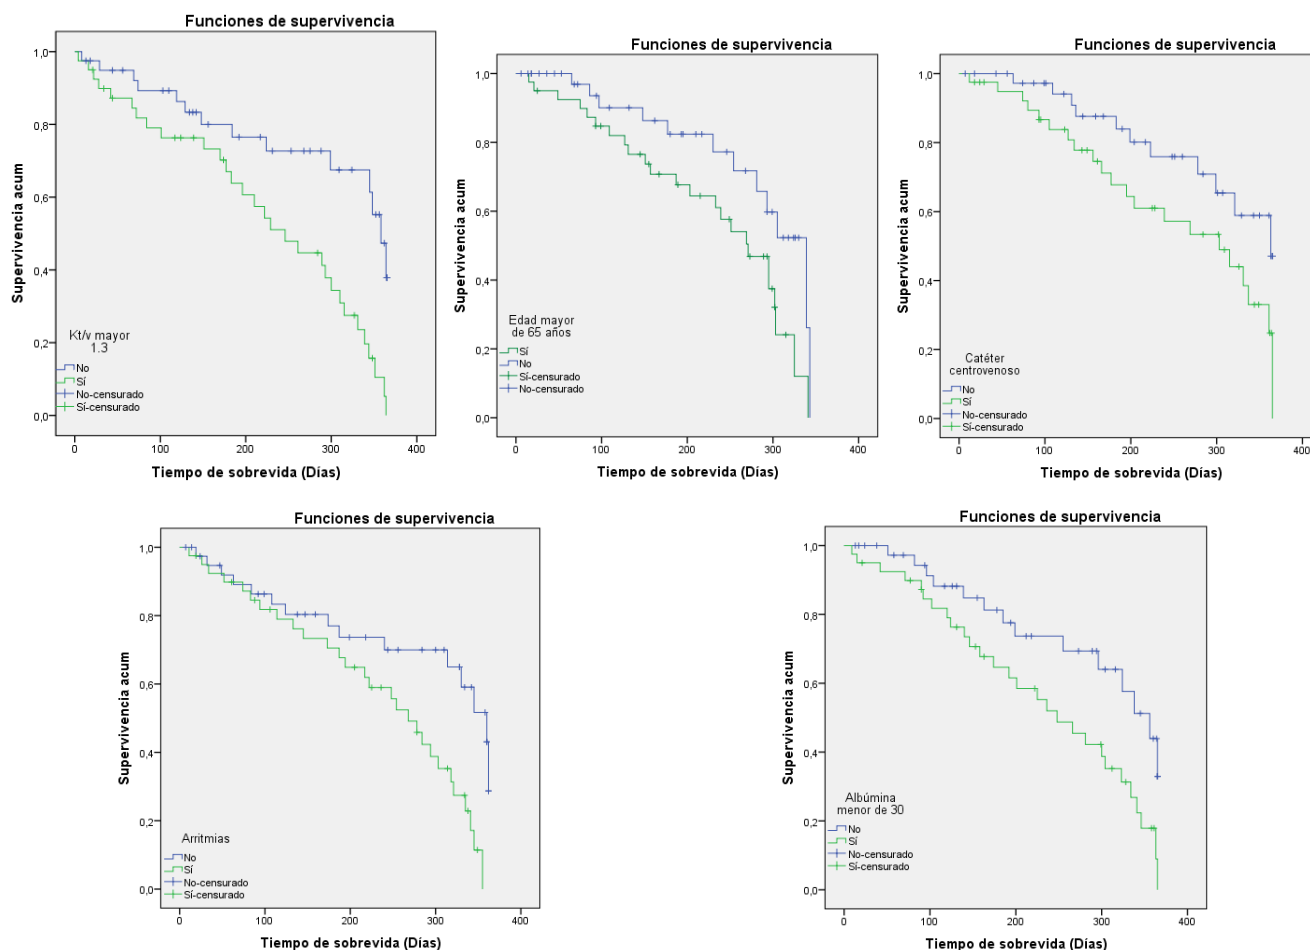 Funciones de supervivencia
1,0
0,8
0,6
0,4
0,2
0,0
Supervivencia acum
Kt/v mayor
1.3
No
Sí
No-censurado
Sí-censurado
0
100
200
300
400
Tiempo de sobrevida (Días)
Funciones de supervivencia
1,0
0,8
0,6
0,4
0,2
0,0
Supervivencia acum
Edad mayor
de 65 años
Sí
No
Sí-censurado
No-censurado
0
100
200
300
400
Tiempo de sobrevida (Días)
Funciones de supervivencia
1,0
0,8
0,6
0,4
0,2
0,0
Supervivencia acum
Catéter
centrovenoso
No
Sí
No-censurado
Sí-censurado
0
100
200
300
400
Tiempo de sobrevida (Días)
Funciones de supervivencia
1,0
0,8
0,6
0,4
0,2
0,0
Supervivencia acum
Arritmias
No
Sí
No-censurado
Sí-censurado
0
100
200
300
400
Tiempo de sobrevida (Días)
Funciones de supervivencia
1,0
0,8
0,6
0,4
0,2
0,0
Supervivencia acum
Albúmina
menor de 30
No
Sí
No-censurado
Sí-censurado
0
100
200
300
400
Tiempo de sobrevida (Días)